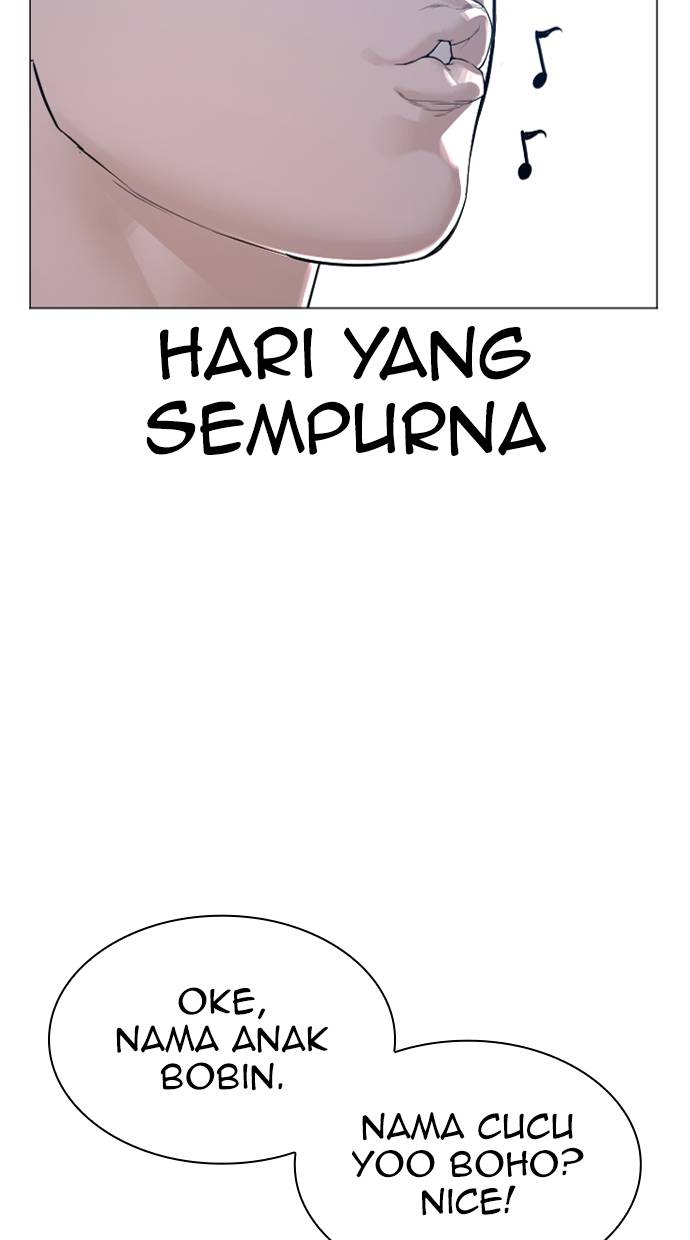 HARI YANG
SEMPURNA
OKE,
NAMA ANAK
BOBIN.
NAMA CUCU
YOO BOHO?
NICE!